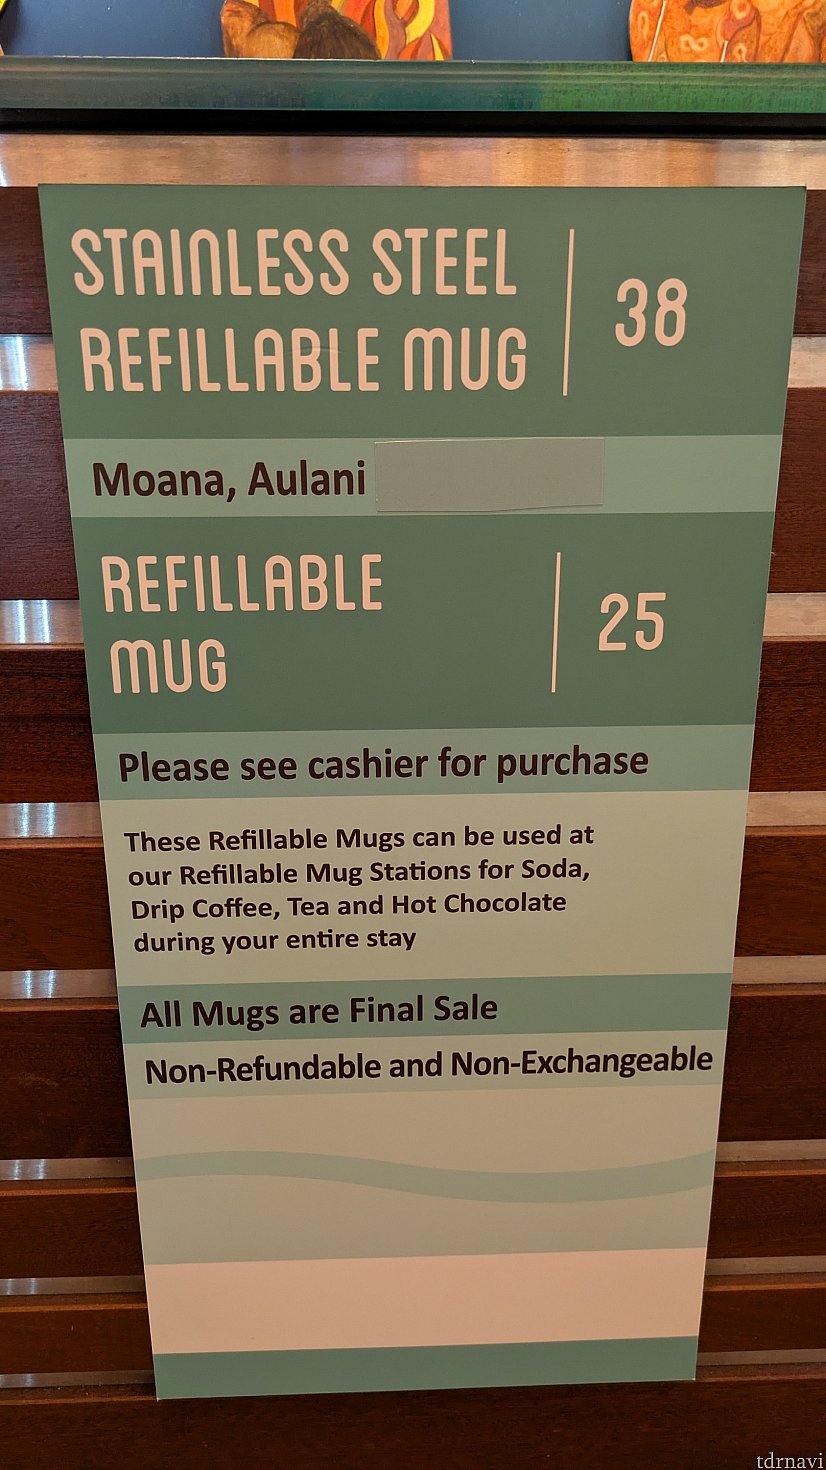 STAINLESS STEEL
REFILLABLE MUG
38
Moana, Aulani
REFILLABLE
MUG
25
Please see cashier for purchase
These Refillable Mugs can be used at
our Refillable Mug Stations for Soda,
Drip Coffee, Tea and Hot Chocolate
during your entire stay
All Mugs are Final Sale
Non-Refundable and Non-Exchangeable
tdrnavi